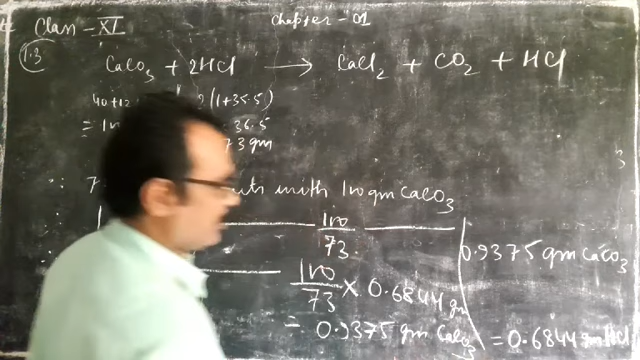 Class - XI
Chapter - 01
1.3
CaCO3 + 2HCl → CaCl2 + CO2 + HCl
40+12 2(1+35.5)
= 36.5
73 gm
∴ 7 with 100 gm CaCO3
100/73
100/73 × 0.6844 gm
= 0.9375 gm CaCO3
0.9375 gm CaCO3
= 0.6844 gm HCl